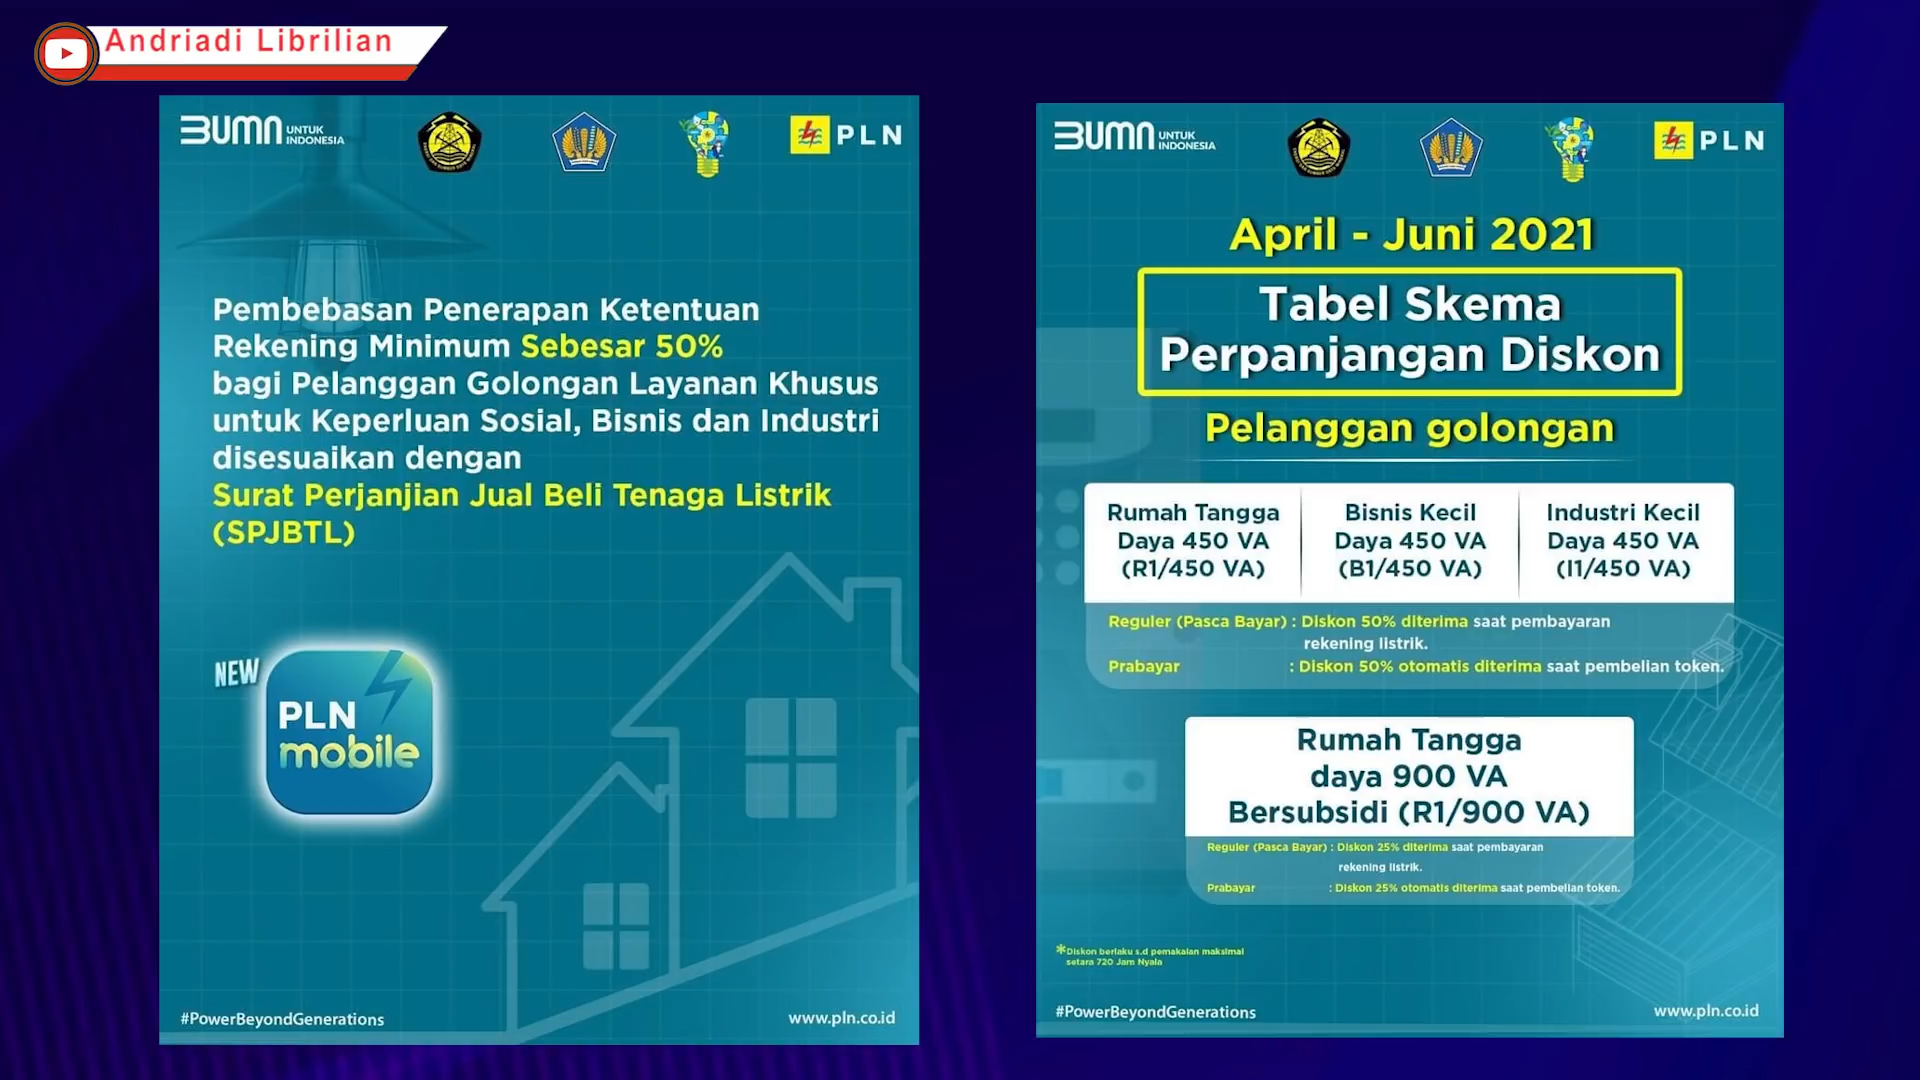 Andriadi Librilian
BUMN UNTUK INDONESIA
PLN
Pembebasan Penerapan Ketentuan
Rekening Minimum Sebesar 50%
bagi Pelanggan Golongan Layanan Khusus
untuk Keperluan Sosial, Bisnis dan Industri
disesuaikan dengan
Surat Perjanjian Jual Beli Tenaga Listrik
(SPJBTL)
NEW
PLN
mobile
#PowerBeyondGenerations
www.pln.co.id
BUMN UNTUK INDONESIA
PLN
April - Juni 2021
Tabel Skema
Perpanjangan Diskon
Pelanggan golongan
Rumah Tangga
Daya 450 VA
(R1/450 VA)
Bisnis Kecil
Daya 450 VA
(B1/450 VA)
Industri Kecil
Daya 450 VA
(I1/450 VA)
Reguler (Pasca Bayar) : Diskon 50% diterima saat pembayaran
rekening listrik.
Prabayar : Diskon 50% otomatis diterima saat pembelian token.
Rumah Tangga
daya 900 VA
Bersubsidi (R1/900 VA)
Reguler (Pasca Bayar) : Diskon 25% diterima saat pembayaran
rekening listrik.
Prabayar : Diskon 25% otomatis diterima saat pembelian token.
*Diskon berlaku s.d pemakaian maksimal
setara 720 Jam Nyala
#PowerBeyondGenerations
www.pln.co.id